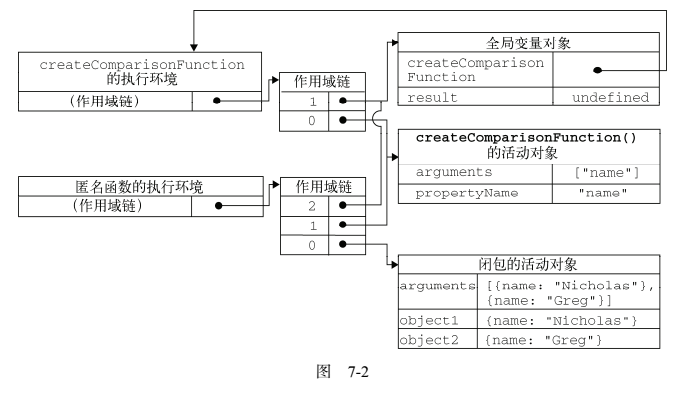 createComparisonFunction
的执行环境
(作用域链)
作用域链
1
0
全局变量对象
createComparison
Function
result undefined
createComparisonFunction()
的活动对象
arguments ["name"]
propertyName "name"
匿名函数的执行环境
(作用域链)
作用域链
2
1
0
闭包的活动对象
arguments [{name: "Nicholas"},
{name: "Greg"}]
object1 {name: "Nicholas"}
object2 {name: "Greg"}
图 7-2